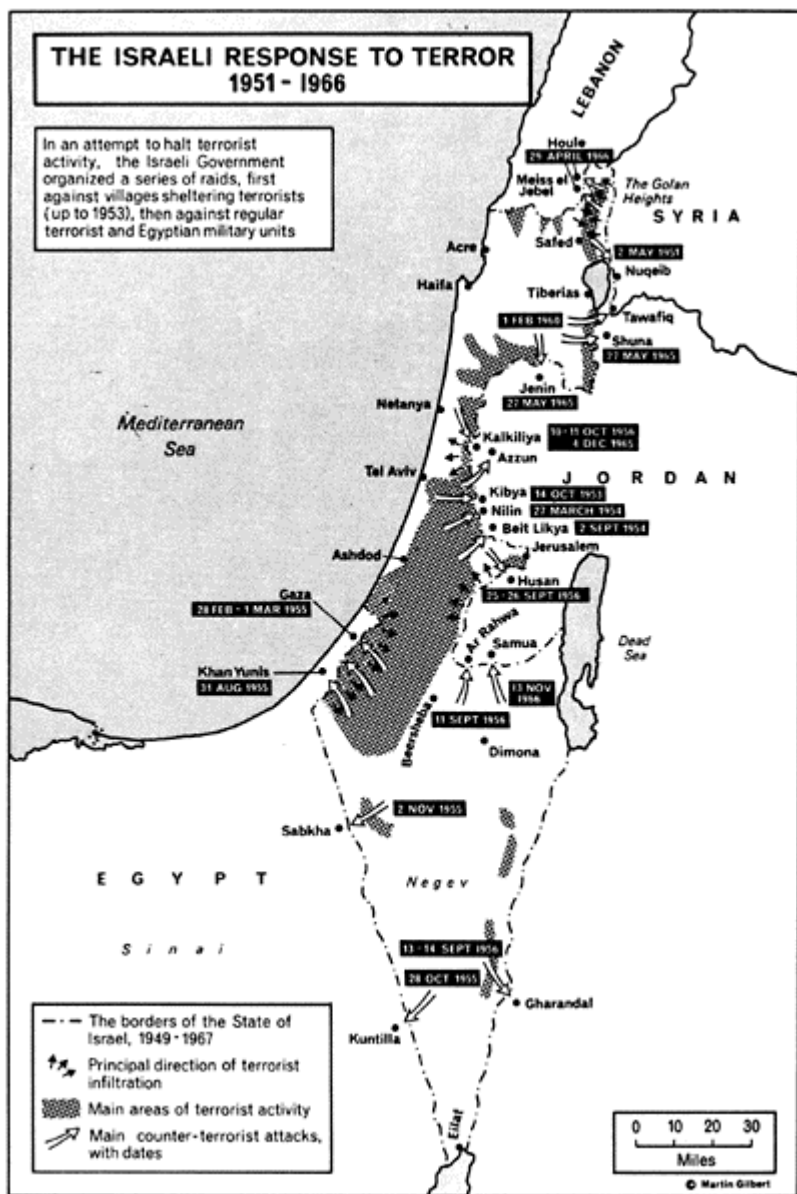 THE ISRAELI RESPONSE TO TERROR
1951 - 1966
In an attempt to halt terrorist
activity, the Israeli Government
organized a series of raids, first
against villages sheltering terrorists
(up to 1953), then against regular
terrorist and Egyptian military units
LEBANON
Houle
29 APRIL 1966
Meiss el
Jebel
The Golan
Heights
SYRIA
Safed
2 MAY 1951
Acre
Nuqeib
Haifa
Tiberias
1 FEB 1960
Tawafiq
Shuna
27 MAY 1965
Jenin
27 MAY 1965
Netanya
Mediterranean
Sea
Kalkiliya
10-11 OCT 1956
4 DEC 1965
Azzun
Tel Aviv
JORDAN
Kibya
14 OCT 1953
Nilin
27 MARCH 1954
Beit Likya
2 SEPT 1954
Ashdod
Jerusalem
Husan
25-26 SEPT 1956
Gaza
28 FEB - 1 MAR 1955
Ar Rahwa
Samua
Dead
Sea
Khan Yunis
31 AUG 1955
13 NOV
1966
11 SEPT 1956
Beersheba
Dimona
2 NOV 1955
Sabkha
EGYPT
Negev
Sinai
13-14 SEPT 1956
28 OCT 1955
Gharandal
Kuntilla
Eilat
The borders of the State of
Israel, 1949-1967
Principal direction of terrorist
infiltration
Main areas of terrorist activity
Main counter-terrorist attacks,
with dates
0 10 20 30
Miles
© Martin Gilbert